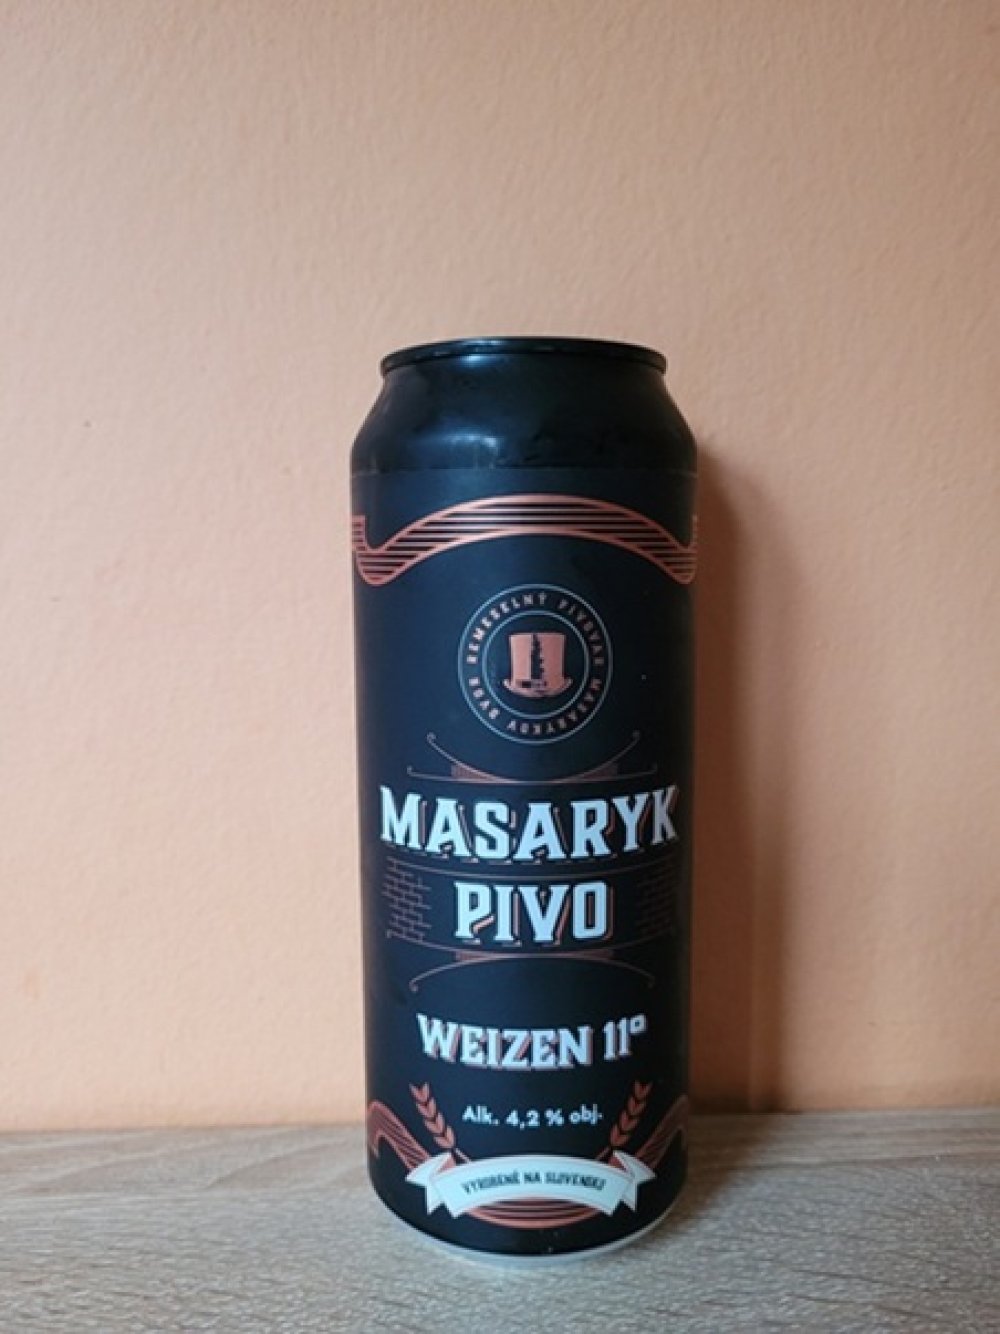 REMESELNÝ PIVOVAR MASARYKOV DVOR
MASARYK
PIVO
WEIZEN 11°
Alk. 4,2 % obj.
VYROBENÉ NA SLOVENSKU